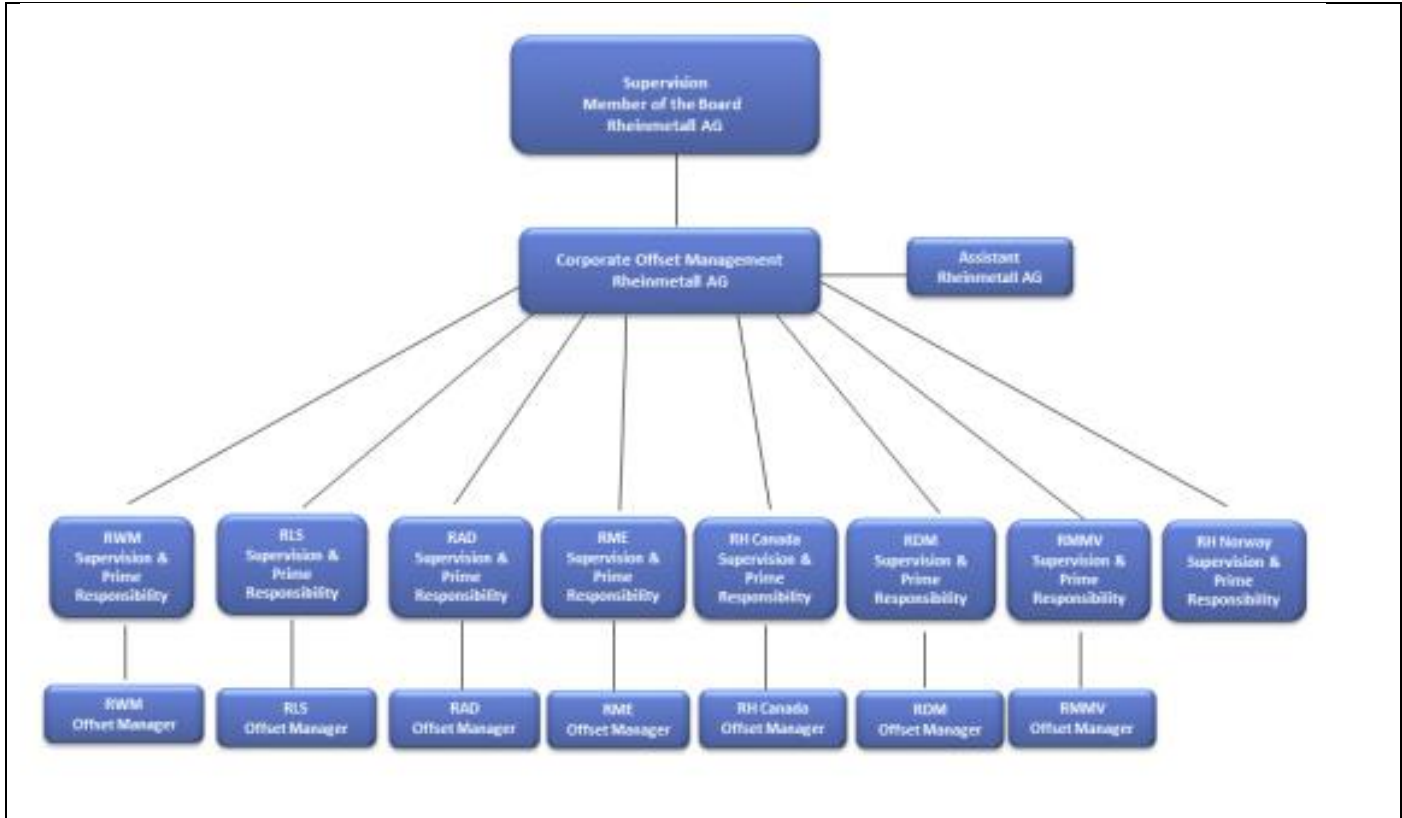 Supervision
Member of the Board
Rheinmetall AG
Corporate Offset Management
Rheinmetall AG
Assistant
Rheinmetall AG
RWM
Supervision &
Prime
Responsibility
RLS
Supervision &
Prime
Responsibility
RAD
Supervision &
Prime
Responsibility
RME
Supervision &
Prime
Responsibility
RH Canada
Supervision &
Prime
Responsibility
RDM
Supervision &
Prime
Responsibility
RMMV
Supervision &
Prime
Responsibility
RH Norway
Supervision &
Prime
Responsibility
RWM
Offset Manager
RLS
Offset Manager
RAD
Offset Manager
RME
Offset Manager
RH Canada
Offset Manager
RDM
Offset Manager
RMMV
Offset Manager